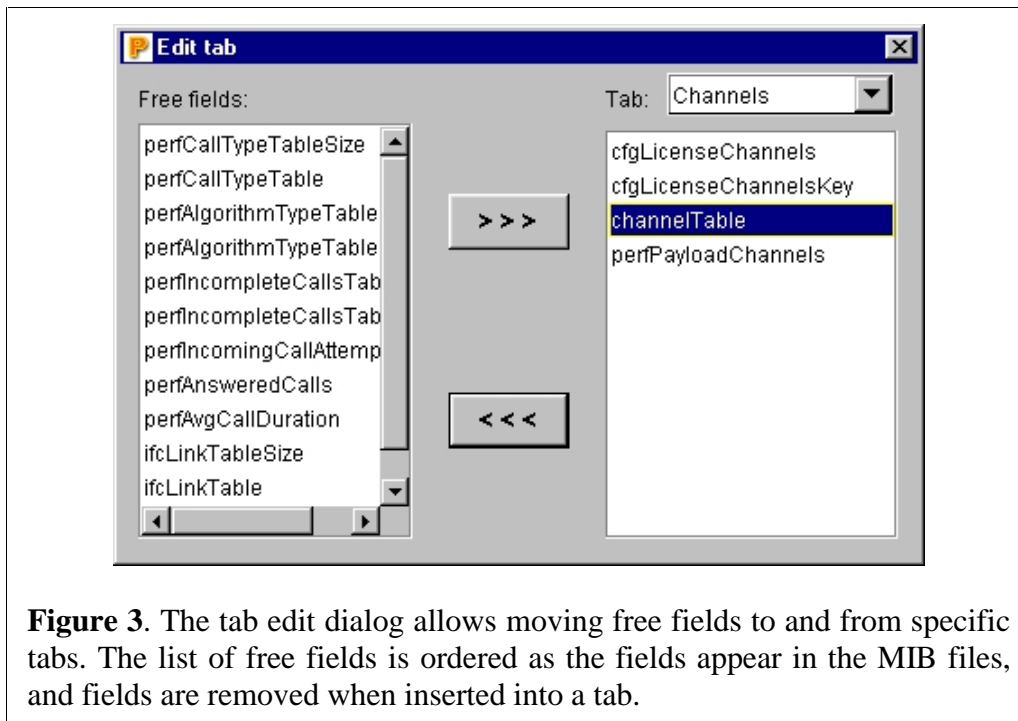 Edit tab
Free fields:
Tab: Channels
perfCallTypeTableSize
perfCallTypeTable
perfAlgorithmTypeTable
perfAlgorithmTypeTable
perfIncompleteCallsTab
perfIncompleteCallsTab
perfIncomingCallAttemp
perfAnsweredCalls
perfAvgCallDuration
ifcLinkTableSize
ifcLinkTable
> > >
< < <
cfgLicenseChannels
cfgLicenseChannelsKey
channelTable
perfPayloadChannels
Figure 3. The tab edit dialog allows moving free fields to and from specific
tabs. The list of free fields is ordered as the fields appear in the MIB files,
and fields are removed when inserted into a tab.